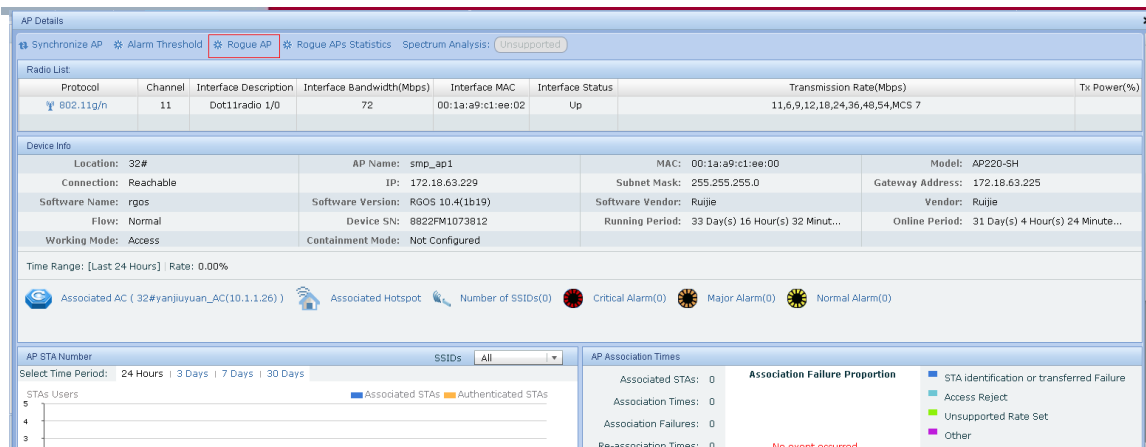 AP Details
Synchronize AP Alarm Threshold Rogue AP Rogue APs Statistics Spectrum Analysis: Unsupported
Radio List:
Protocol Channel Interface Description Interface Bandwidth(Mbps) Interface MAC Interface Status Transmission Rate(Mbps) Tx Power(%)
802.11g/n 11 Dot11radio 1/0 72 00:1a:a9:c1:ee:02 Up 11,6,9,12,18,24,36,48,54,MCS 7
Device Info
Location: 32# AP Name: smp_ap1 MAC: 00:1a:a9:c1:ee:00 Model: AP220-SH
Connection: Reachable IP: 172.18.63.229 Subnet Mask: 255.255.255.0 Gateway Address: 172.18.63.225
Software Name: rgos Software Version: RGOS 10.4(1b19) Software Vendor: Ruijie Vendor: Ruijie
Flow: Normal Device SN: 8822FM1073812 Running Period: 33 Day(s) 16 Hour(s) 32 Minut... Online Period: 31 Day(s) 4 Hour(s) 24 Minute...
Working Mode: Access Containment Mode: Not Configured
Time Range: [Last 24 Hours] | Rate: 0.00%
Associated AC ( 32#yanjiuyuan_AC(10.1.1.26) ) Associated Hotspot Number of SSIDs(0) Critical Alarm(0) Major Alarm(0) Normal Alarm(0)
AP STA Number SSIDs All
Select Time Period: 24 Hours | 3 Days | 7 Days | 30 Days
STAs Users Associated STAs Authenticated STAs
5
4
3
AP Association Times
Associated STAs: 0 Association Failure Proportion STA identification or transferred Failure
Association Times: 0 Access Reject
Association Failures: 0 Unsupported Rate Set
Other
Re-association Times: 0 No event occurred